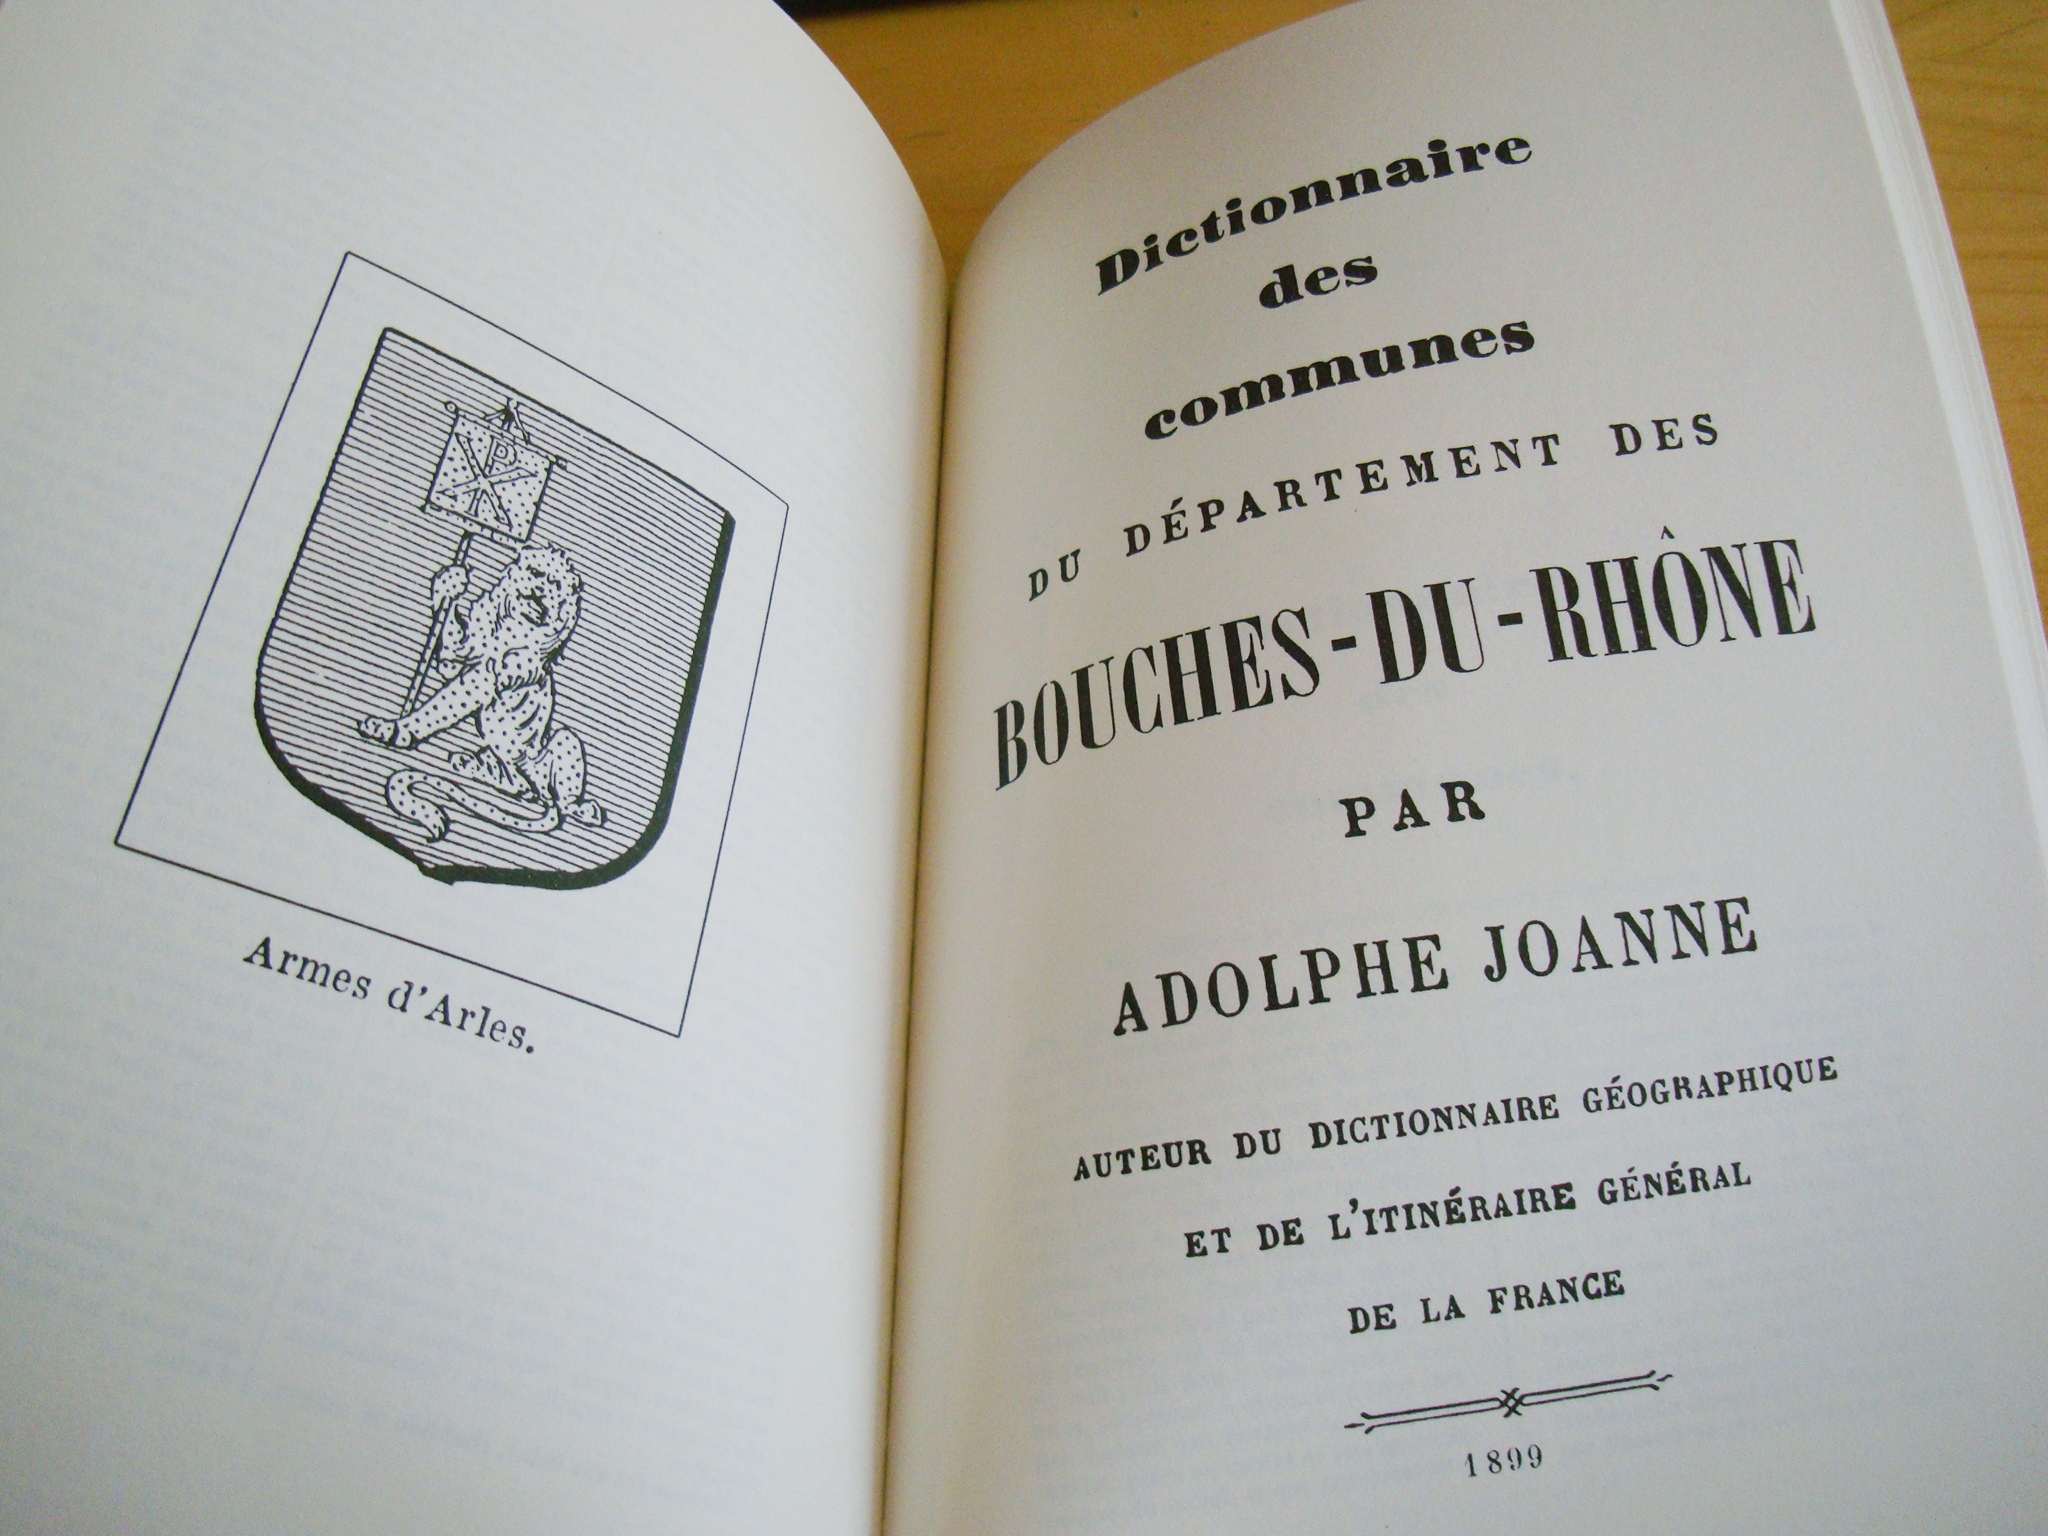 Armes d'Arles.
Dictionnaire
des
communes
DU DÉPARTEMENT DES
BOUCHES-DU-RHÔNE
PAR
ADOLPHE JOANNE
AUTEUR DU DICTIONNAIRE GÉOGRAPHIQUE
ET DE L'ITINÉRAIRE GÉNÉRAL
DE LA FRANCE
1899